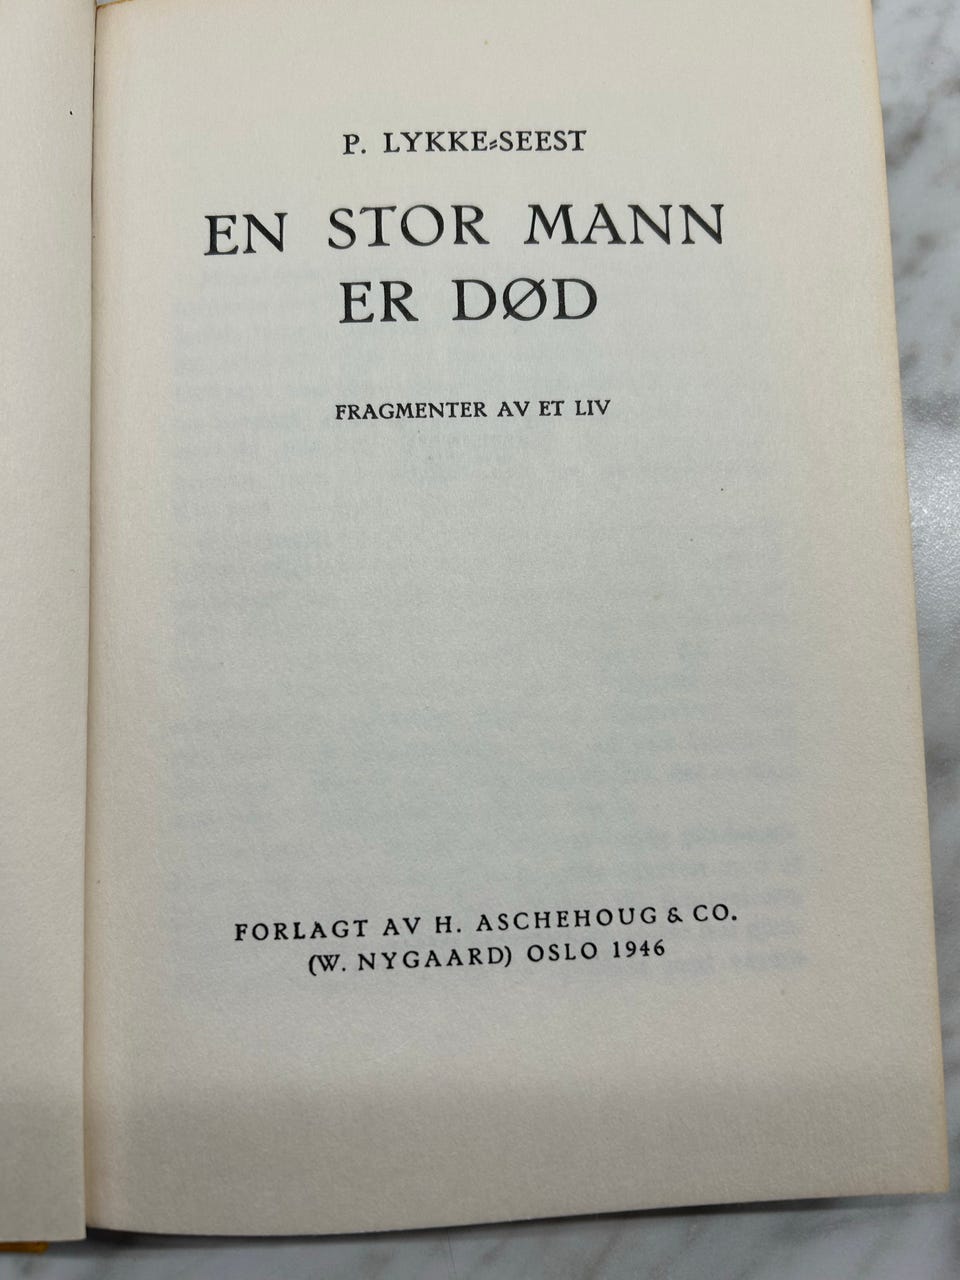 P. LYKKE-SEEST
EN STOR MANN
ER DØD
FRAGMENTER AV ET LIV
FORLAGT AV H. ASCHEHOUG & CO.
(W. NYGAARD) OSLO 1946